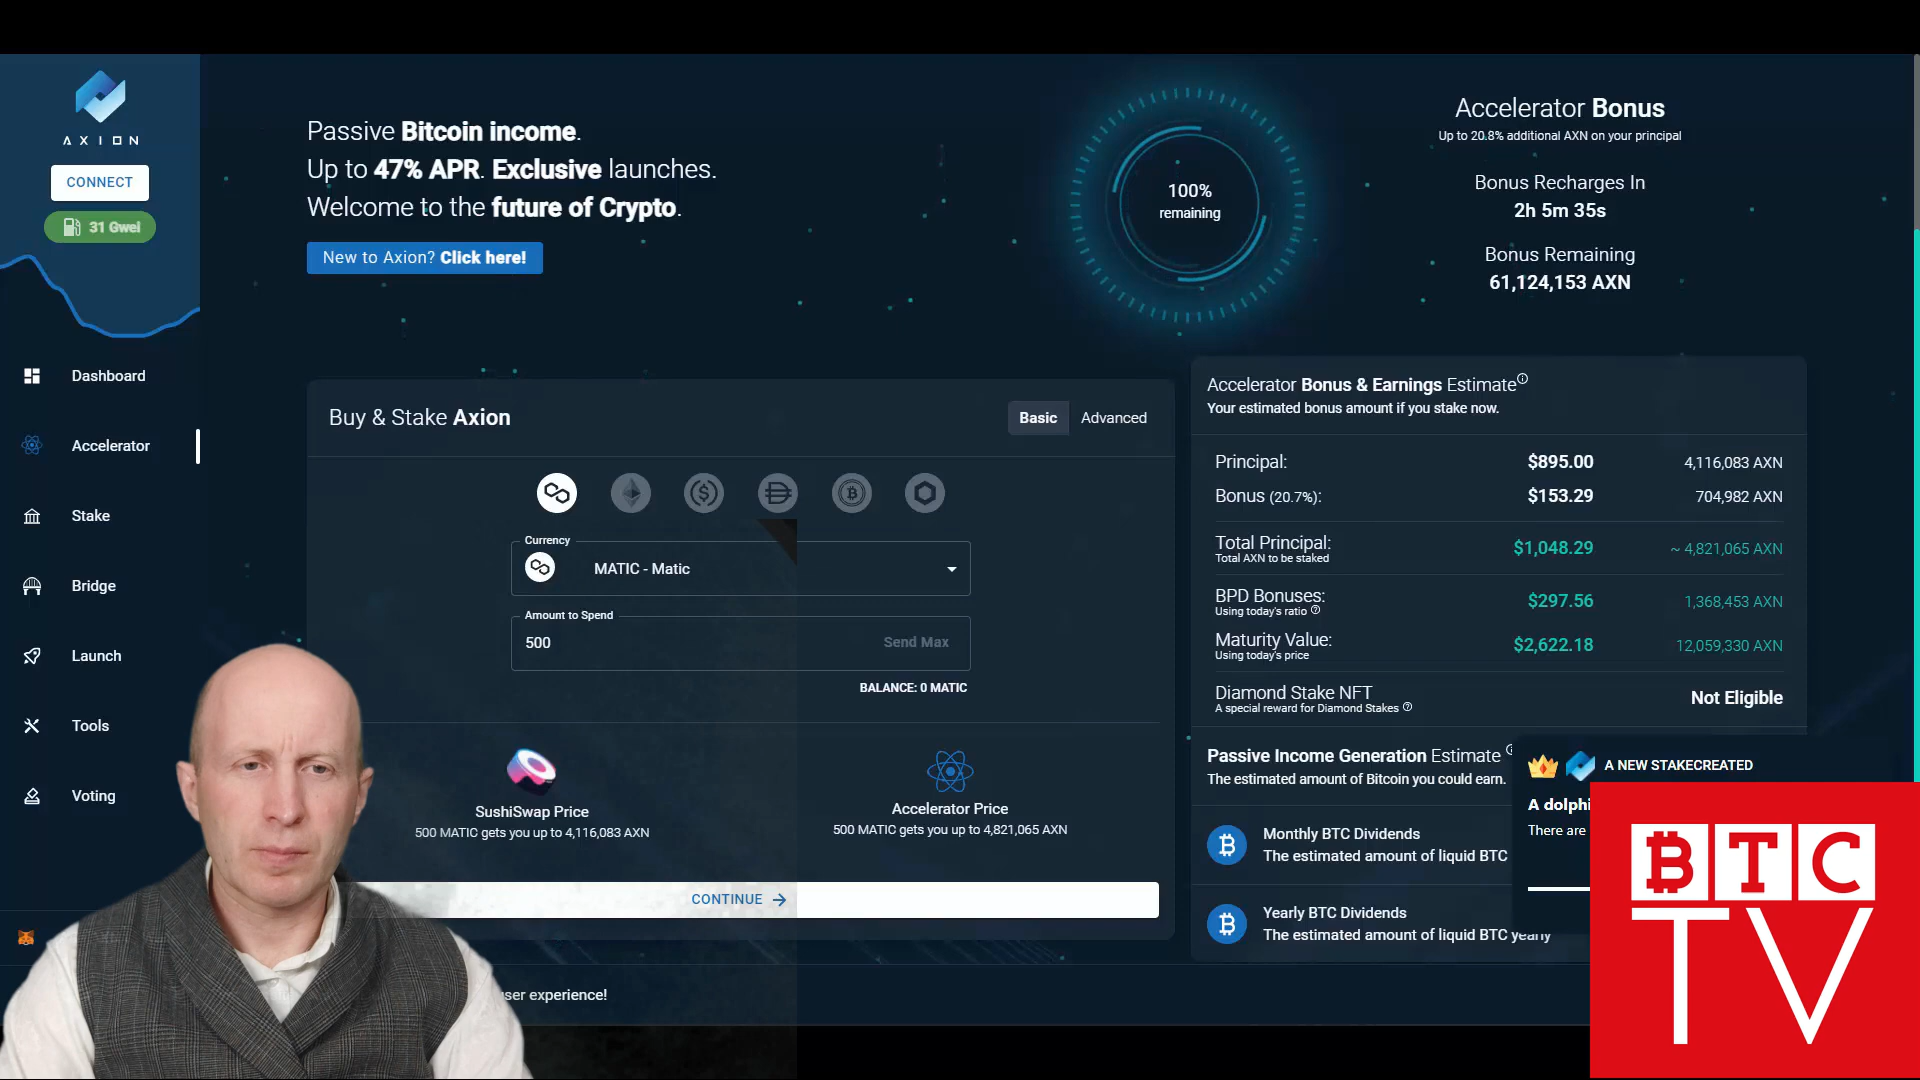 AXION
CONNECT
31 Gwei
Dashboard
Accelerator
Stake
Bridge
Launch
Tools
Voting
Passive Bitcoin income.
Up to 47% APR. Exclusive launches.
Welcome to the future of Crypto.
New to Axion? Click here!
100%
remaining
Accelerator Bonus
Up to 20.8% additional AXN on your principal
Bonus Recharges In
2h 5m 35s
Bonus Remaining
61,124,153 AXN
Buy & Stake Axion
Basic
Advanced
Currency
MATIC - Matic
Amount to Spend
500
Send Max
BALANCE: 0 MATIC
SushiSwap Price
500 MATIC gets you up to 4,116,083 AXN
Accelerator Price
500 MATIC gets you up to 4,821,065 AXN
CONTINUE
user experience!
Accelerator Bonus & Earnings Estimate
Your estimated bonus amount if you stake now.
Principal: $895.00 4,116,083 AXN
Bonus (20.7%): $153.29 704,982 AXN
Total Principal: $1,048.29 ~ 4,821,065 AXN
Total AXN to be staked
BPD Bonuses: $297.56 1,368,453 AXN
Using today's ratio
Maturity Value: $2,622.18 12,059,330 AXN
Using today's price
Diamond Stake NFT Not Eligible
A special reward for Diamond Stakes
Passive Income Generation Estimate
The estimated amount of Bitcoin you could earn.
Monthly BTC Dividends
The estimated amount of liquid BTC
Yearly BTC Dividends
The estimated amount of liquid BTC yearly
A NEW STAKECREATED
A dolphi
There are
BTC
TV